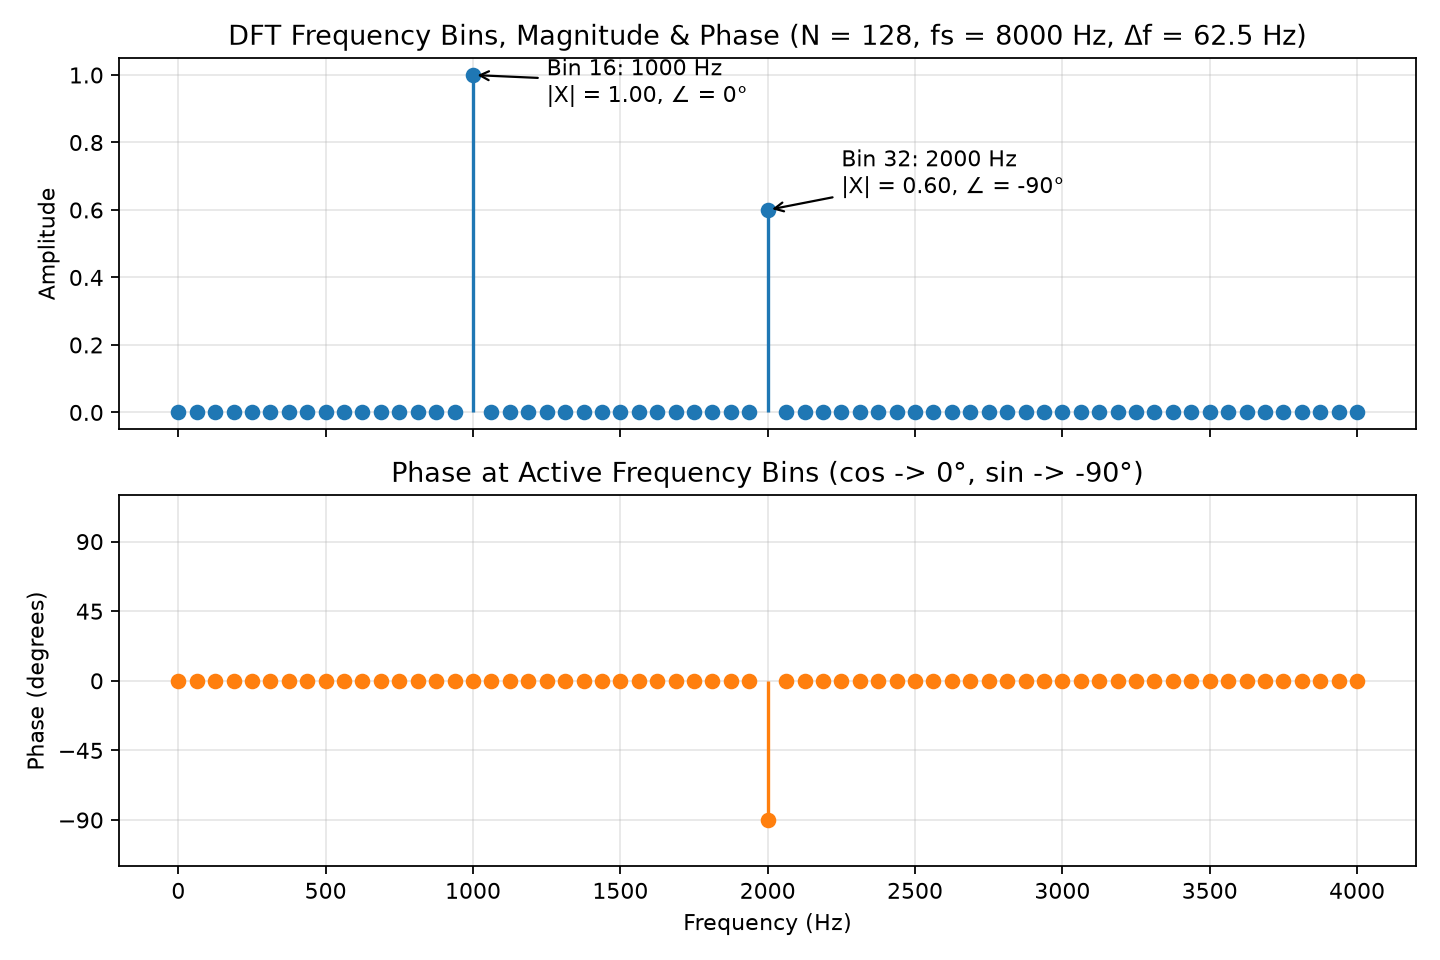 DFT Frequency Bins, Magnitude & Phase (N = 128, fs = 8000 Hz, Δf = 62.5 Hz)
Amplitude
1.0
0.8
0.6
0.4
0.2
0.0
Bin 16: 1000 Hz
|X| = 1.00, ∠ = 0°
Bin 32: 2000 Hz
|X| = 0.60, ∠ = -90°
Phase at Active Frequency Bins (cos -> 0°, sin -> -90°)
Phase (degrees)
90
45
0
−45
−90
0 500 1000 1500 2000 2500 3000 3500 4000
Frequency (Hz)